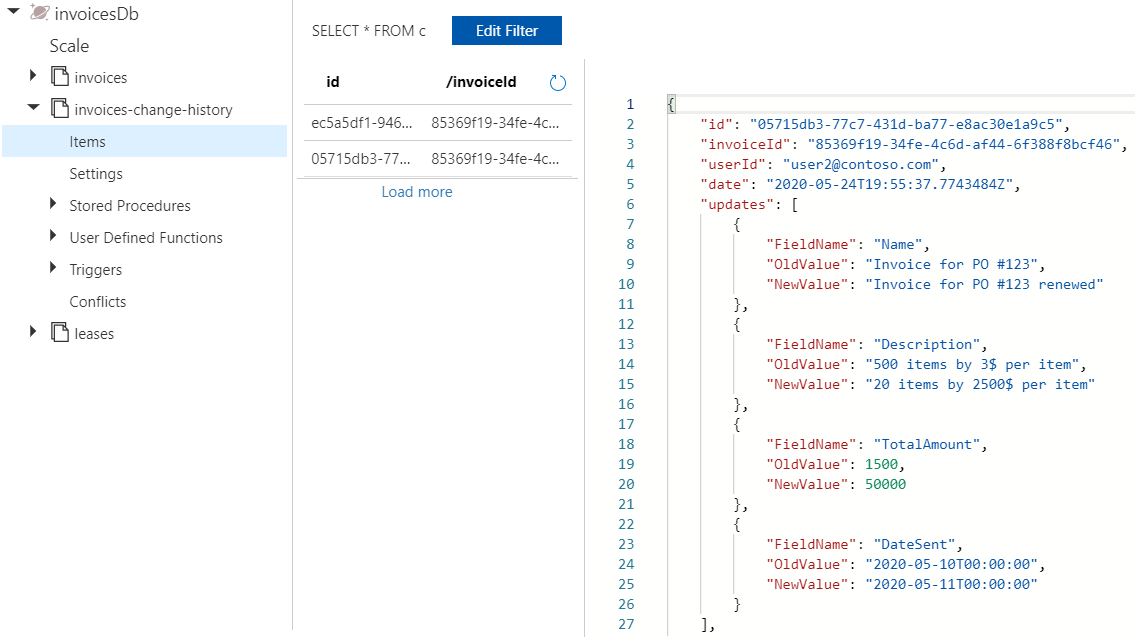 invoicesDb
Scale
invoices
invoices-change-history
Items
Settings
Stored Procedures
User Defined Functions
Triggers
Conflicts
leases
SELECT * FROM c
Edit Filter
id /invoiceId
ec5a5df1-946... 85369f19-34fe-4c...
05715db3-77... 85369f19-34fe-4c...
Load more
1 {
2 "id": "05715db3-77c7-431d-ba77-e8ac30e1a9c5",
3 "invoiceId": "85369f19-34fe-4c6d-af44-6f388f8bcf46",
4 "userId": "user2@contoso.com",
5 "date": "2020-05-24T19:55:37.7743484Z",
6 "updates": [
7 {
8 "FieldName": "Name",
9 "OldValue": "Invoice for PO #123",
10 "NewValue": "Invoice for PO #123 renewed"
11 },
12 {
13 "FieldName": "Description",
14 "OldValue": "500 items by 3$ per item",
15 "NewValue": "20 items by 2500$ per item"
16 },
17 {
18 "FieldName": "TotalAmount",
19 "OldValue": 1500,
20 "NewValue": 50000
21 },
22 {
23 "FieldName": "DateSent",
24 "OldValue": "2020-05-10T00:00:00",
25 "NewValue": "2020-05-11T00:00:00"
26 }
27 ],